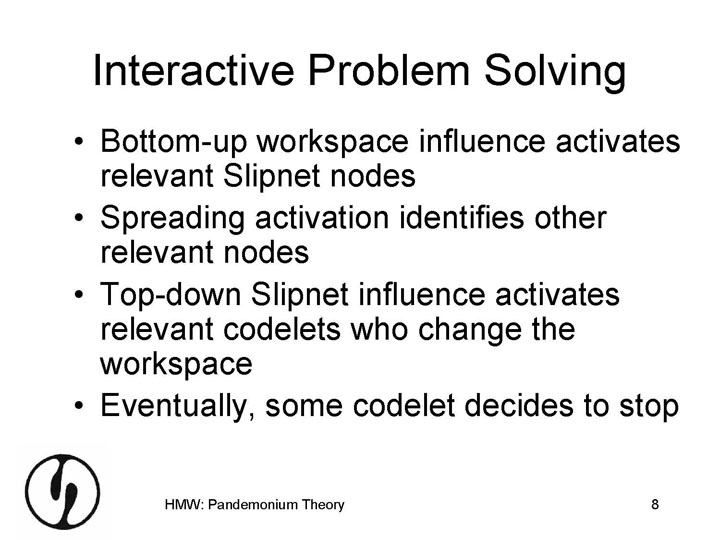 Interactive Problem Solving
• Bottom-up workspace influence activates
relevant Slipnet nodes
• Spreading activation identifies other
relevant nodes
• Top-down Slipnet influence activates
relevant codelets who change the
workspace
• Eventually, some codelet decides to stop
HMW: Pandemonium Theory
8